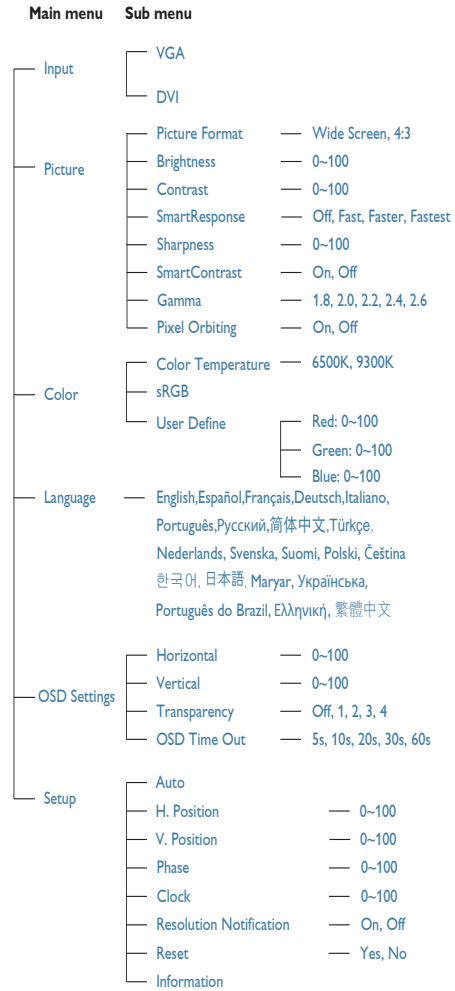 Main menu Sub menu
Input
VGA
DVI
Picture
Picture Format Wide Screen, 4:3
Brightness 0~100
Contrast 0~100
SmartResponse Off, Fast, Faster, Fastest
Sharpness 0~100
SmartContrast On, Off
Gamma 1.8, 2.0, 2.2, 2.4, 2.6
Pixel Orbiting On, Off
Color
Color Temperature 6500K, 9300K
sRGB
User Define
Red: 0~100
Green: 0~100
Blue: 0~100
Language
English,Español,Français,Deutsch,Italiano,
Português,Русский,简体中文,Türkçe,
Nederlands, Svenska, Suomi, Polski, Čeština
한국어, 日本語, Maryar, Українська,
Português do Brazil, Ελληνική, 繁體中文
OSD Settings
Horizontal 0~100
Vertical 0~100
Transparency Off, 1, 2, 3, 4
OSD Time Out 5s, 10s, 20s, 30s, 60s
Setup
Auto
H. Position 0~100
V. Position 0~100
Phase 0~100
Clock 0~100
Resolution Notification On, Off
Reset Yes, No
Information